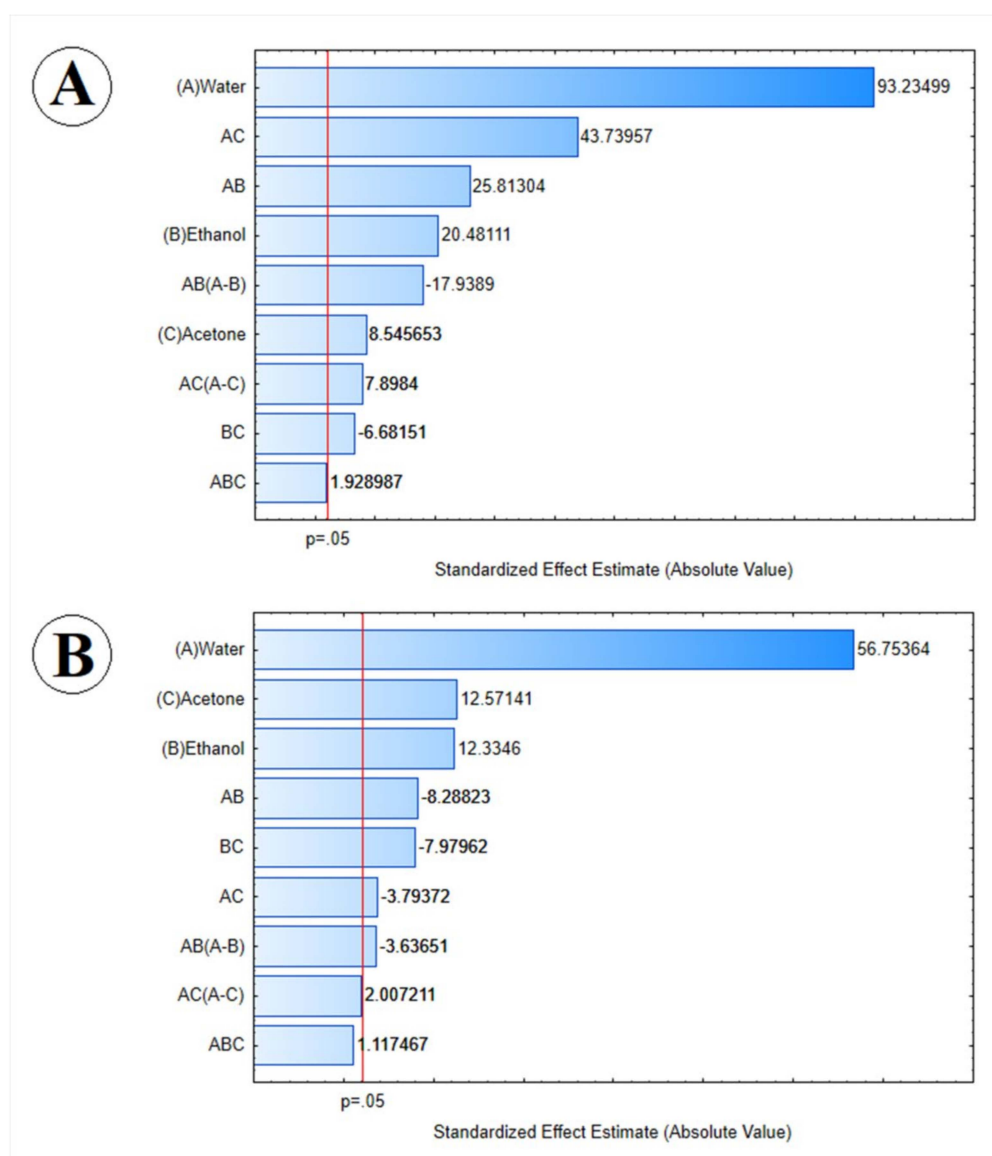 A
(A)Water 93.23499
AC 43.73957
AB 25.81304
(B)Ethanol 20.48111
AB(A-B) -17.9389
(C)Acetone 8.545653
AC(A-C) 7.8984
BC -6.68151
ABC 1.928987
p=.05
Standardized Effect Estimate (Absolute Value)
B
(A)Water 56.75364
(C)Acetone 12.57141
(B)Ethanol 12.3346
AB -8.28823
BC -7.97962
AC -3.79372
AB(A-B) -3.63651
AC(A-C) 2.007211
ABC 1.117467
p=.05
Standardized Effect Estimate (Absolute Value)